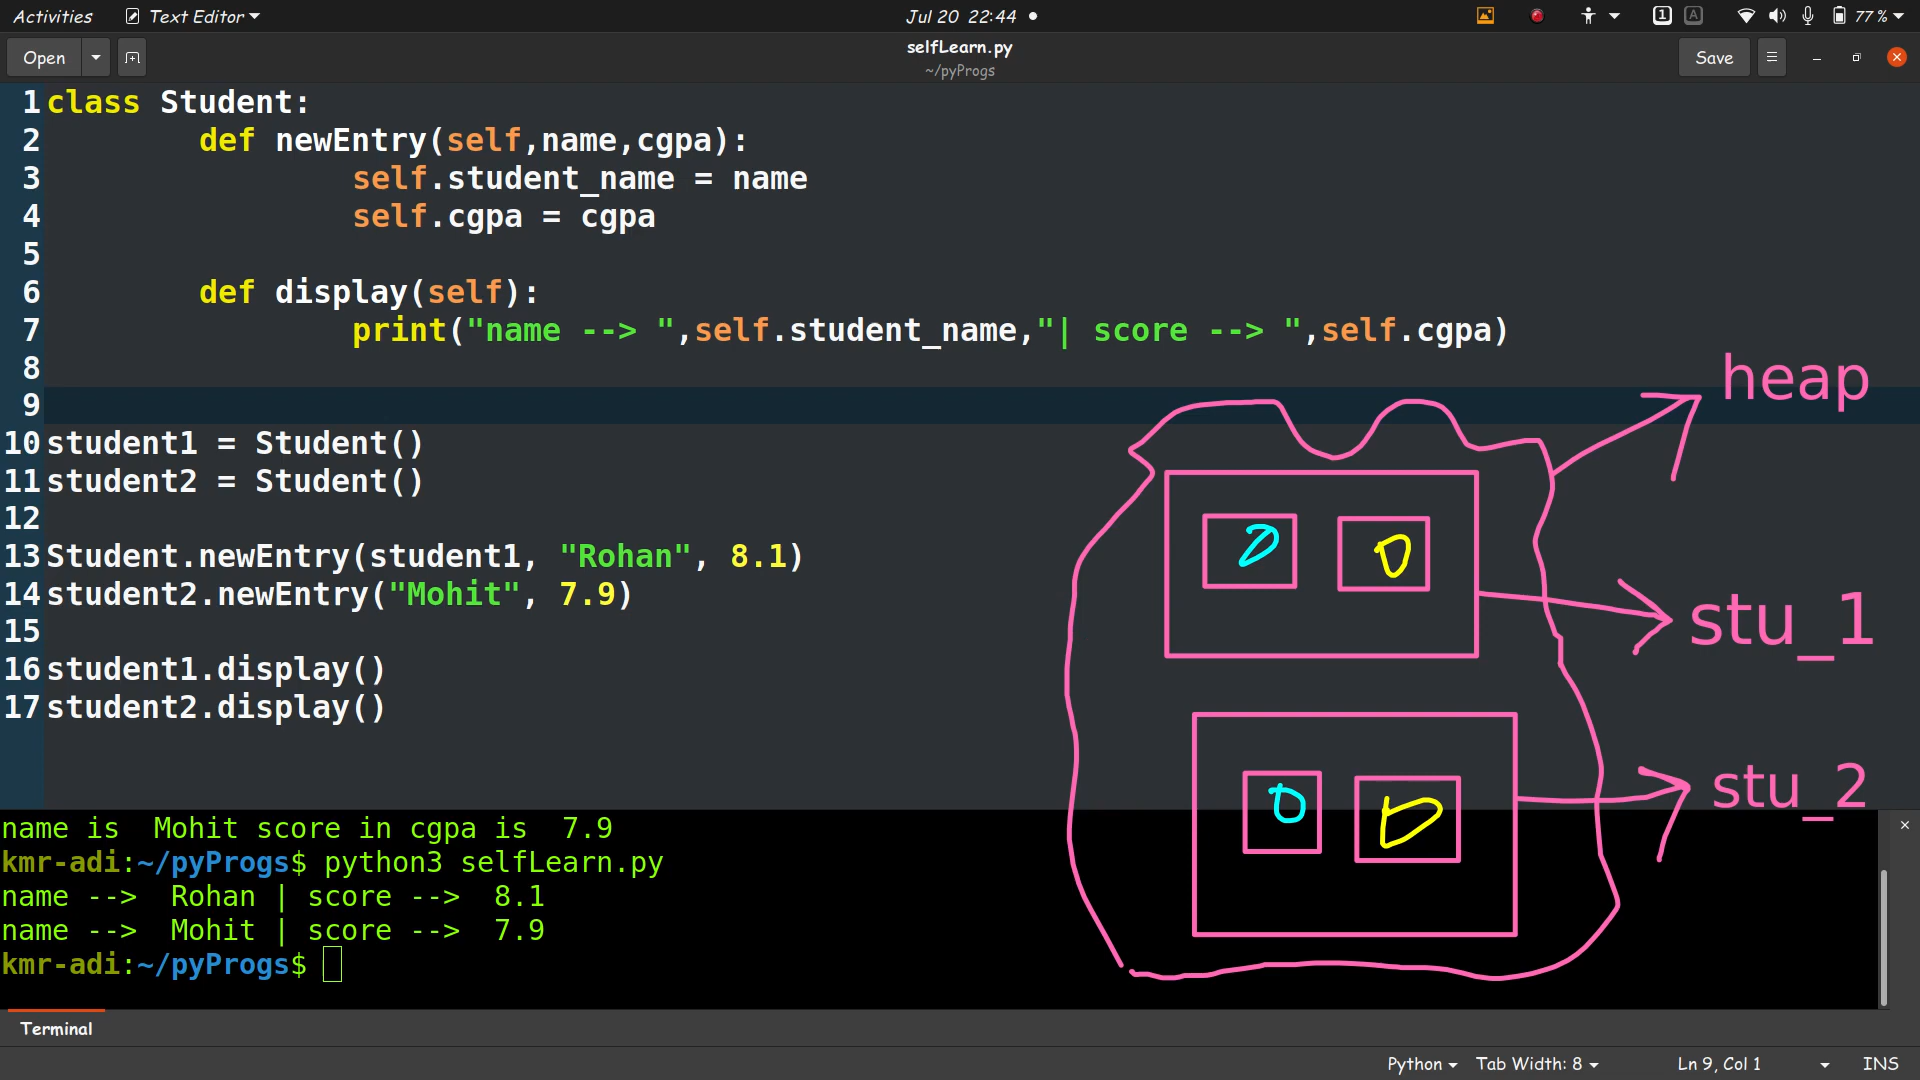 Activities Text Editor Jul 20 22:44 1 A 77 %
Open selfLearn.py Save
~/pyProgs
1 class Student:
2 def newEntry(self,name,cgpa):
3 self.student_name = name
4 self.cgpa = cgpa
5
6 def display(self):
7 print("name --> ",self.student_name,"| score --> ",self.cgpa)
8
heap
9
10 student1 = Student()
11 student2 = Student()
12
13 Student.newEntry(student1, "Rohan", 8.1)
14 student2.newEntry("Mohit", 7.9)
stu_1
15
16 student1.display()
17 student2.display()
stu_2
name is  Mohit score in cgpa is  7.9
kmr-adi:~/pyProgs$ python3 selfLearn.py
name -->  Rohan | score -->  8.1
name -->  Mohit | score -->  7.9
kmr-adi:~/pyProgs$
Terminal
Python Tab Width: 8 Ln 9, Col 1 INS